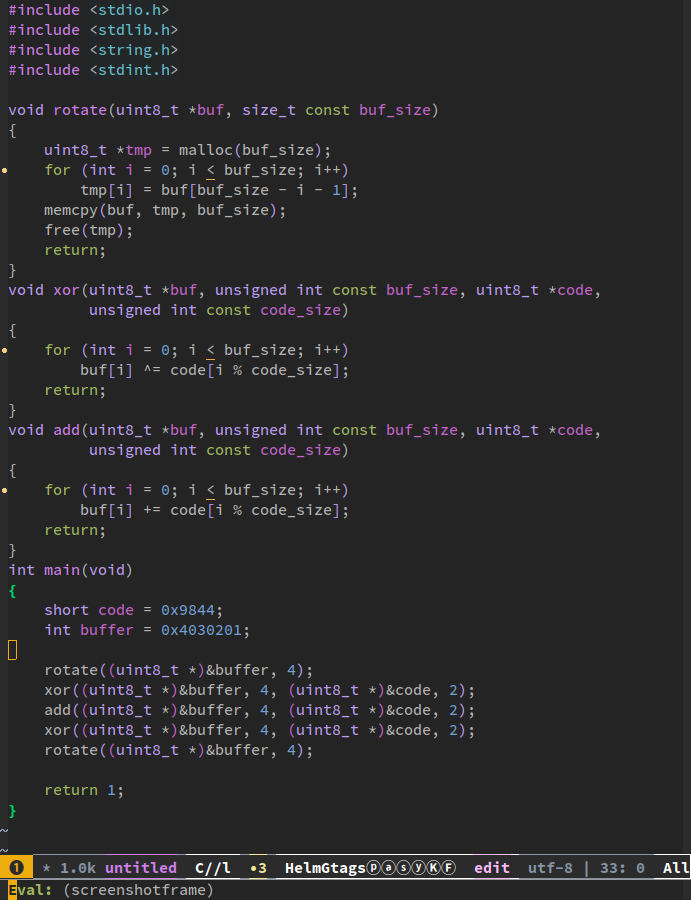 #include <stdio.h>
#include <stdlib.h>
#include <string.h>
#include <stdint.h>

void rotate(uint8_t *buf, size_t const buf_size)
{
    uint8_t *tmp = malloc(buf_size);
    for (int i = 0; i < buf_size; i++)
        tmp[i] = buf[buf_size - i - 1];
    memcpy(buf, tmp, buf_size);
    free(tmp);
    return;
}
void xor(uint8_t *buf, unsigned int const buf_size, uint8_t *code,
         unsigned int const code_size)
{
    for (int i = 0; i < buf_size; i++)
        buf[i] ^= code[i % code_size];
    return;
}
void add(uint8_t *buf, unsigned int const buf_size, uint8_t *code,
         unsigned int const code_size)
{
    for (int i = 0; i < buf_size; i++)
        buf[i] += code[i % code_size];
    return;
}
int main(void)
{
    short code = 0x9844;
    int buffer = 0x4030201;

    rotate((uint8_t *)&buffer, 4);
    xor((uint8_t *)&buffer, 4, (uint8_t *)&code, 2);
    add((uint8_t *)&buffer, 4, (uint8_t *)&code, 2);
    xor((uint8_t *)&buffer, 4, (uint8_t *)&code, 2);
    rotate((uint8_t *)&buffer, 4);

    return 1;
}
~
~
❶ * 1.0k untitled C//l •3 HelmGtagsⓟⓐⓢⓨⓀⒻ edit utf-8 | 33: 0 All
Eval: (screenshotframe)